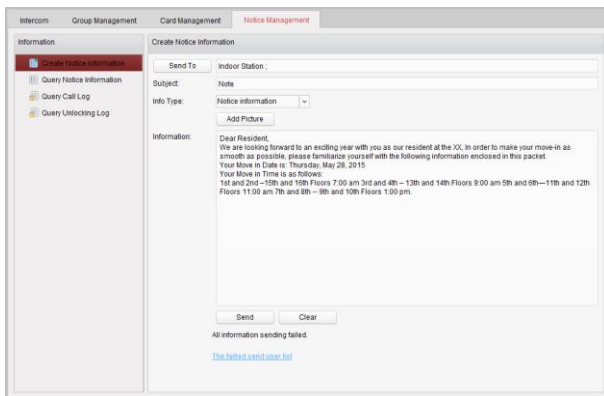 Intercom Group Management Card Management Notice Management
Information
Create Notice Information
Query Notice Information
Query Call Log
Query Unlocking Log
Create Notice Information
Send To Indoor Station ;
Subject: Note
Info Type: Notice information
Add Picture
Information:
Dear Resident,
We are looking forward to an exciting year with you as our resident at the XX, In order to make your move-in as
smooth as possible, please familiarize yourself with the following information enclosed in this packet.
Your Move in Date is: Thursday, May 28, 2015
Your Move in Time is as follows:
1st and 2nd –15th and 16th Floors 7:00 am 3rd and 4th – 13th and 14th Floors 9:00 am 5th and 6th—11th and 12th
Floors 11:00 am 7th and 8th -- 9th and 10th Floors 1:00 pm.
Send Clear
All information sending failed.
The failed send user list